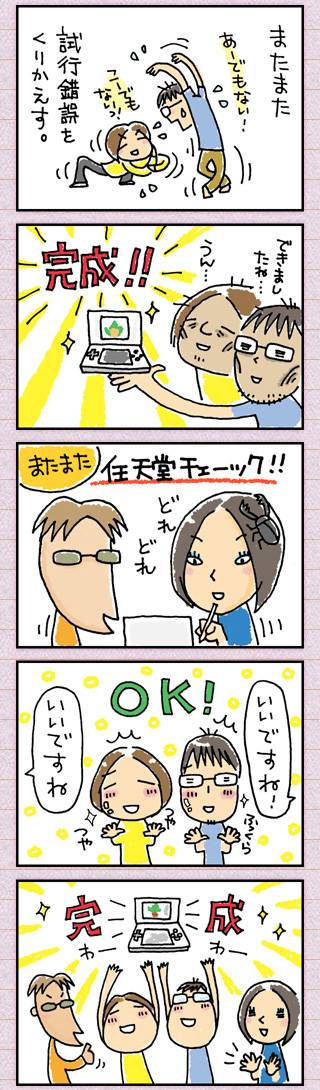 またまた
あーでもない！
こーでも
ないっ！
試行錯誤を
くりかえす。
完成!!
できまし
たね…
うん…
またまた
任天堂チェーック!!
どれ
どれ
OK!
いいですね！
いいですね
つや
つや
ふっくら
完成
わー
わー